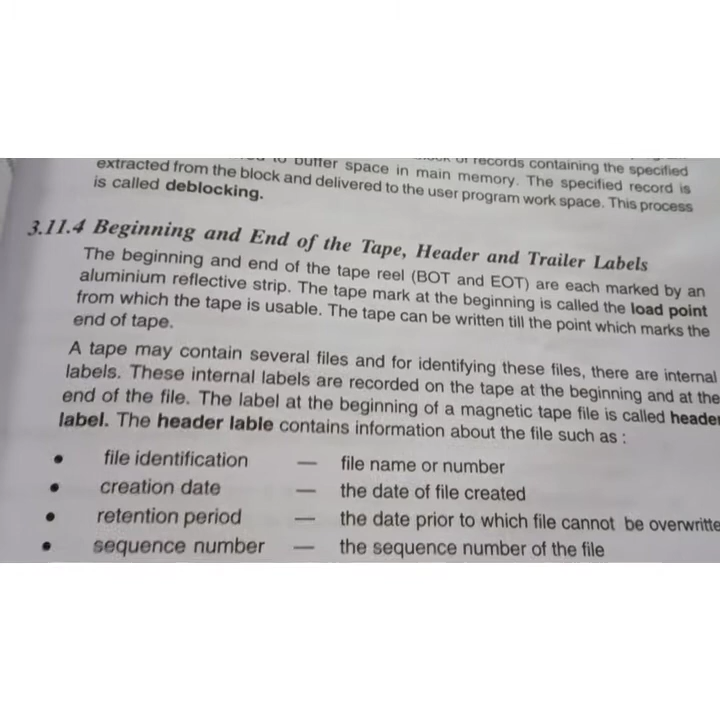 to buffer space in main memory. The specified record is
of records containing the specified
extracted from the block and delivered to the user program work space. This process
is called deblocking.
3.11.4 Beginning and End of the Tape, Header and Trailer Labels
The beginning and end of the tape reel (BOT and EOT) are each marked by an
aluminium reflective strip. The tape mark at the beginning is called the load point
from which the tape is usable. The tape can be written till the point which marks the
end of tape.
A tape may contain several files and for identifying these files, there are internal
labels. These internal labels are recorded on the tape at the beginning and at the
end of the file. The label at the beginning of a magnetic tape file is called header
label. The header lable contains information about the file such as :
• file identification — file name or number
• creation date — the date of file created
• retention period — the date prior to which file cannot be overwritte
• sequence number — the sequence number of the file